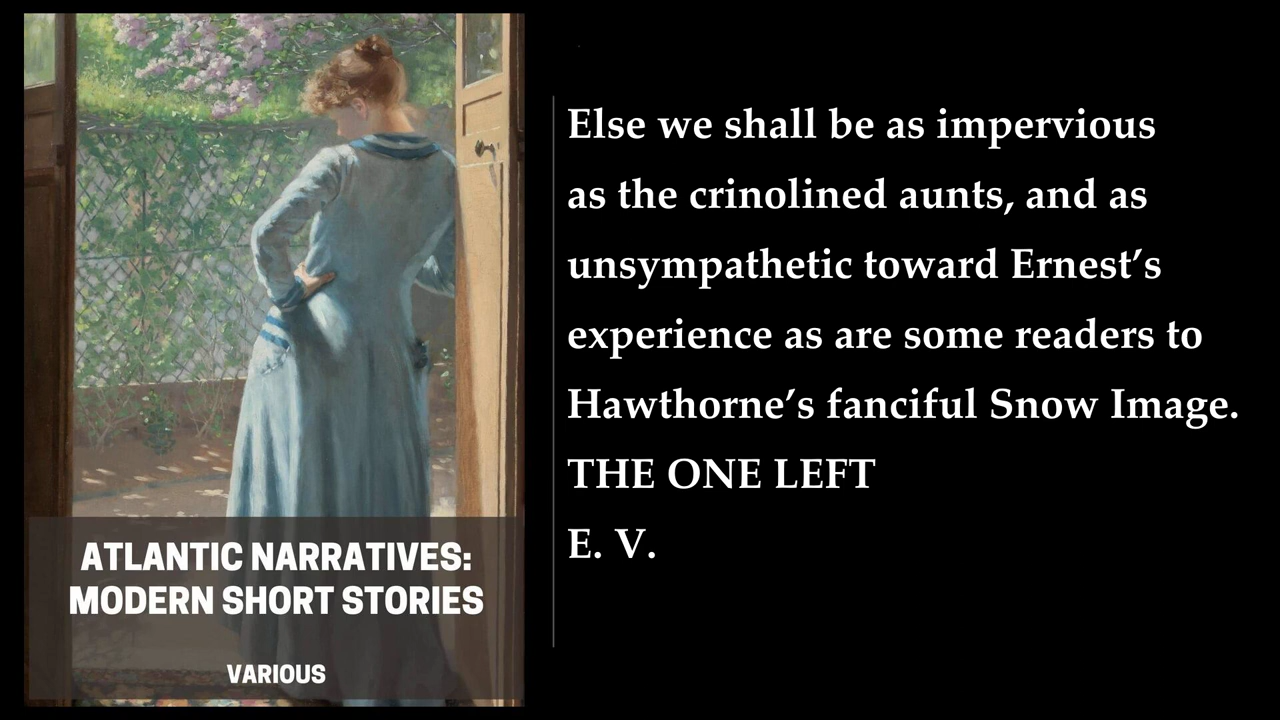 Else we shall be as impervious
as the crinolined aunts, and as
unsympathetic toward Ernest’s
experience as are some readers to
Hawthorne’s fanciful Snow Image.
THE ONE LEFT
E. V.
ATLANTIC NARRATIVES:
MODERN SHORT STORIES
VARIOUS